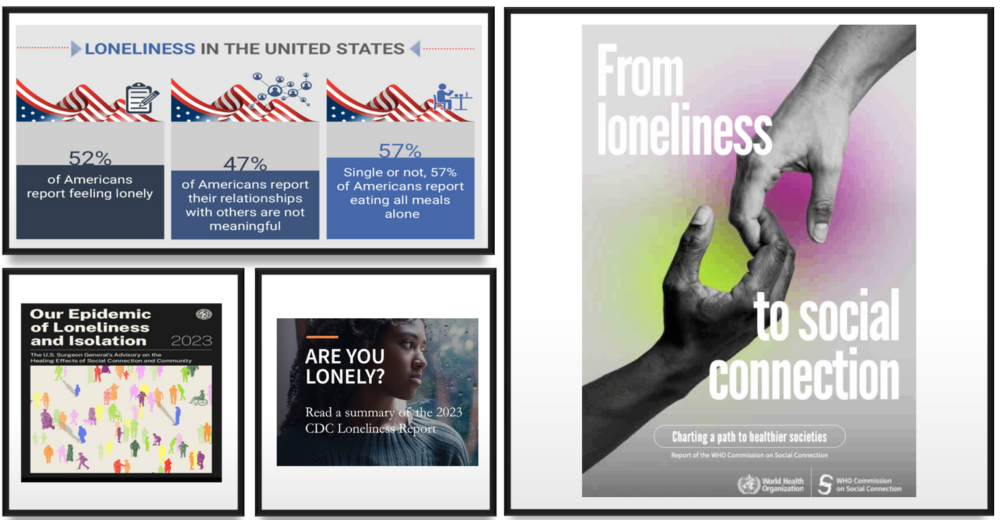 LONELINESS IN THE UNITED STATES
52%
of Americans
report feeling lonely
47%
of Americans report
their relationships
with others are not
meaningful
57%
Single or not, 57%
of Americans report
eating all meals
alone
Our Epidemic
of Loneliness
and Isolation 2023
The U.S. Surgeon General's Advisory on the
Healing Effects of Social Connection and Community
ARE YOU
LONELY?
Read a summary of the 2023
CDC Loneliness Report
From
loneliness
to social
connection
Charting a path to healthier societies
Report of the WHO Commission on Social Connection
World Health
Organization
WHO Commission
on Social Connection